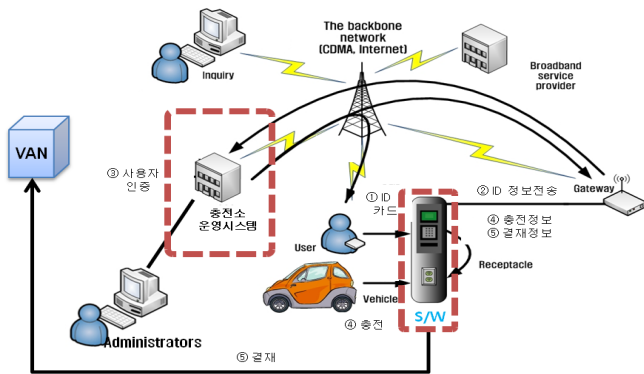 The backbone
network
(CDMA, Internet)
Inquiry
Broadband
service
provider
VAN
③ 사용자
인증
충전소
운영시스템
① ID
카드
② ID 정보전송
Gateway
④ 충전정보
⑤ 결재정보
User
Receptacle
Vehicle
S/W
④ 충전
Administrators
⑤ 결재